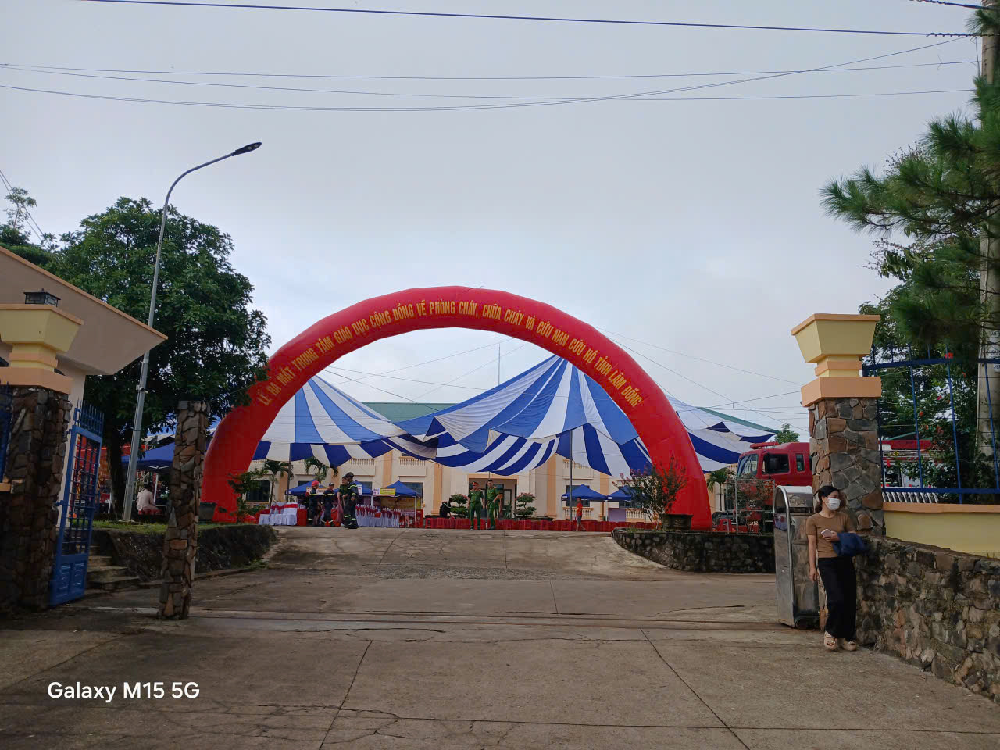 LỄ RA MẮT TRUNG TÂM GIÁO DỤC CỘNG ĐỒNG VỀ PHÒNG CHÁY, CHỮA CHÁY VÀ CỨU NẠN CỨU HỘ TỈNH LÂM ĐỒNG
Galaxy M15 5G